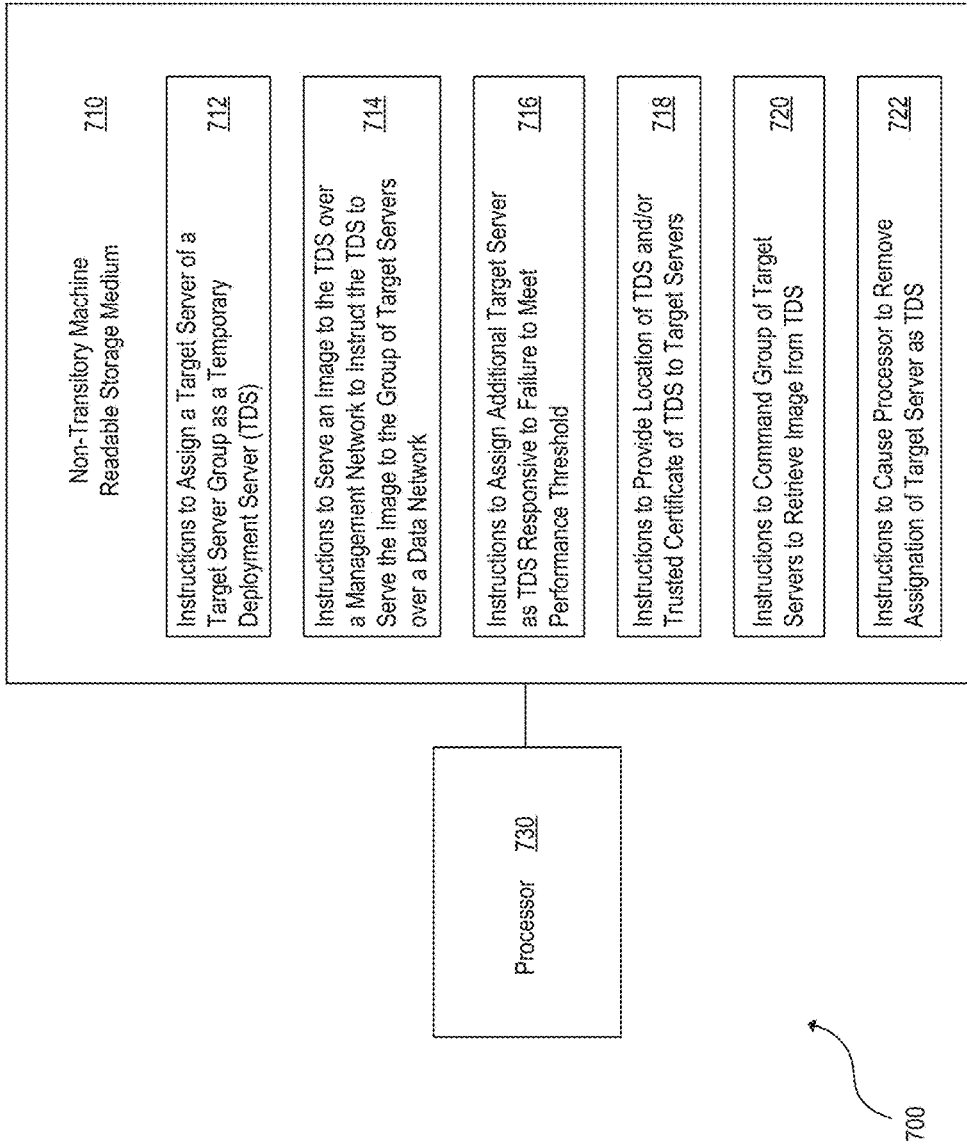 Non-Transitory Machine
Readable Storage Medium
710
Instructions to Assign a Target Server of a
Target Server Group as a Temporary
Deployment Server (TDS)
712
Instructions to Serve an Image to the TDS over
a Management Network to Instruct the TDS to
Serve the Image to the Group of Target Servers
over a Data Network
714
Instructions to Assign Additional Target Server
as TDS Responsive to Failure to Meet
Performance Threshold
716
Instructions to Provide Location of TDS and/or
Trusted Certificate of TDS to Target Servers
718
Instructions to Command Group of Target
Servers to Retrieve Image from TDS
720
Instructions to Cause Processor to Remove
Assignation of Target Server as TDS
722
Processor 730
700